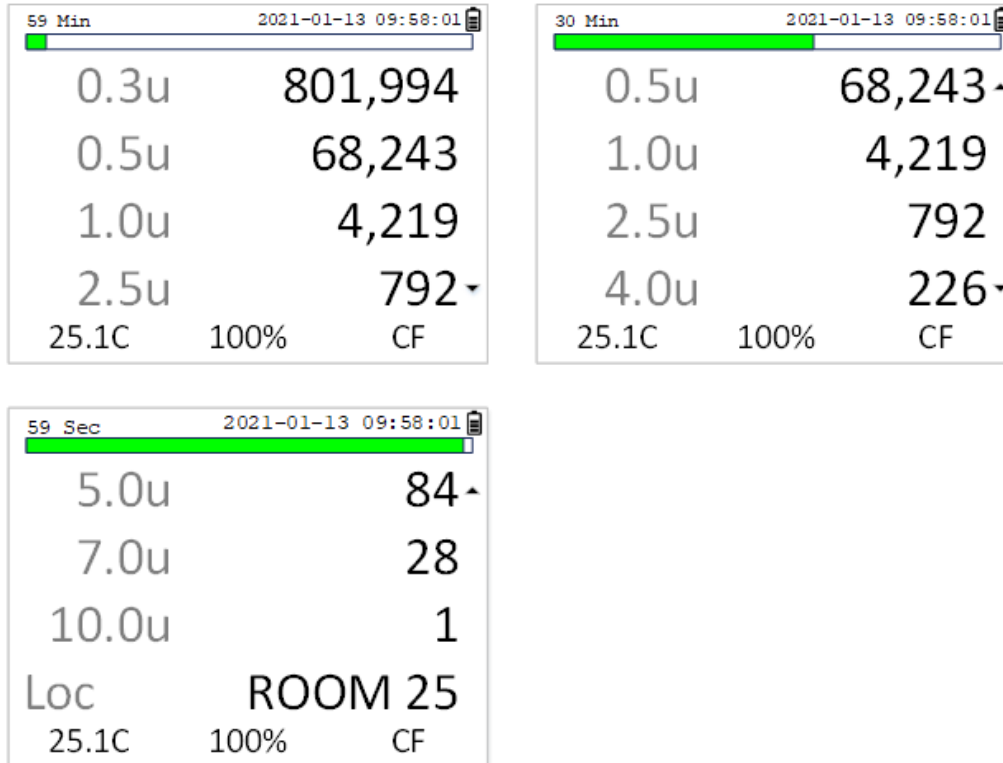 59 Min 2021-01-13 09:58:01
0.3u 801,994
0.5u 68,243
1.0u 4,219
2.5u 792
25.1C 100% CF
30 Min 2021-01-13 09:58:01
0.5u 68,243
1.0u 4,219
2.5u 792
4.0u 226
25.1C 100% CF
59 Sec 2021-01-13 09:58:01
5.0u 84
7.0u 28
10.0u 1
Loc ROOM 25
25.1C 100% CF